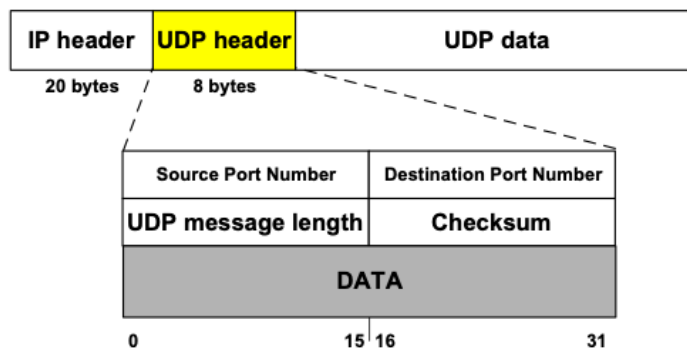 IP header UDP header UDP data
20 bytes 8 bytes
Source Port Number Destination Port Number
UDP message length Checksum
DATA
0 15 16 31